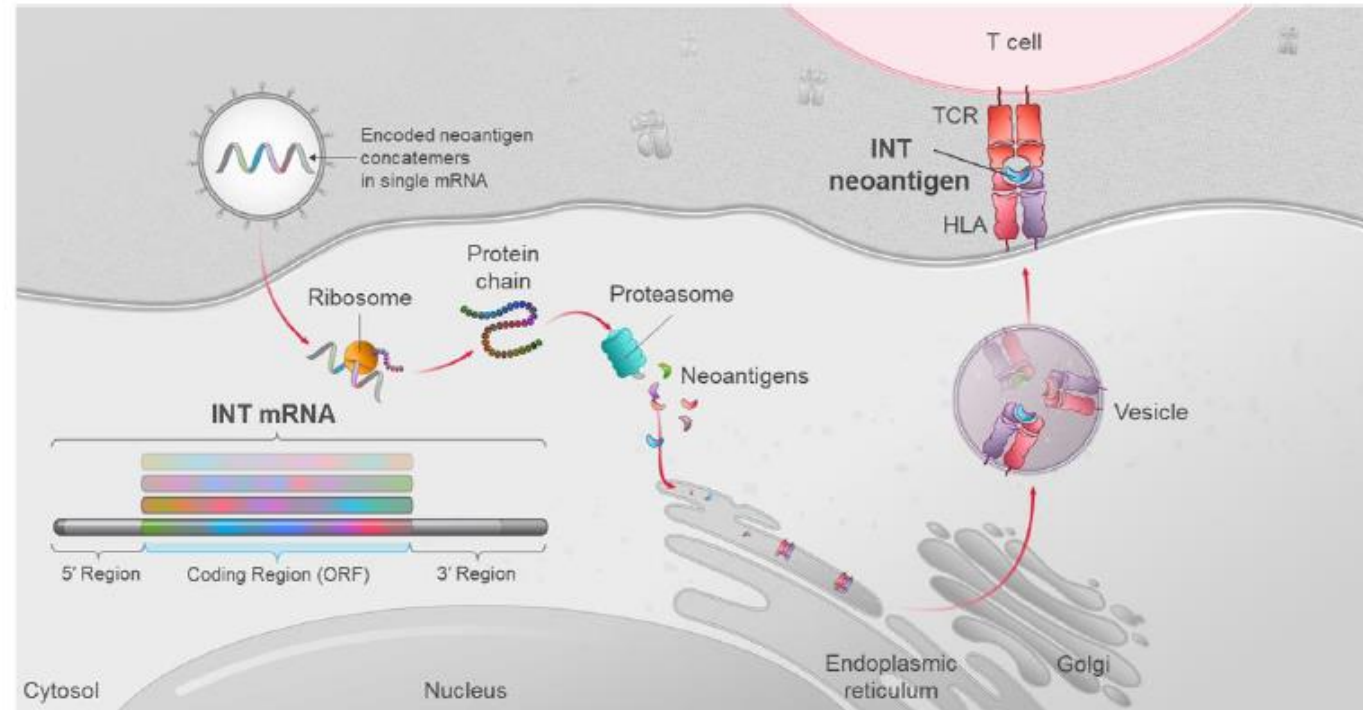 T cell
TCR
INT
neoantigen
HLA
Encoded neoantigen
concatemers
in single mRNA
Protein
chain
Ribosome
Proteasome
Neoantigens
Vesicle
INT mRNA
5' Region
Coding Region (ORF)
3' Region
Endoplasmic
reticulum
Golgi
Cytosol
Nucleus